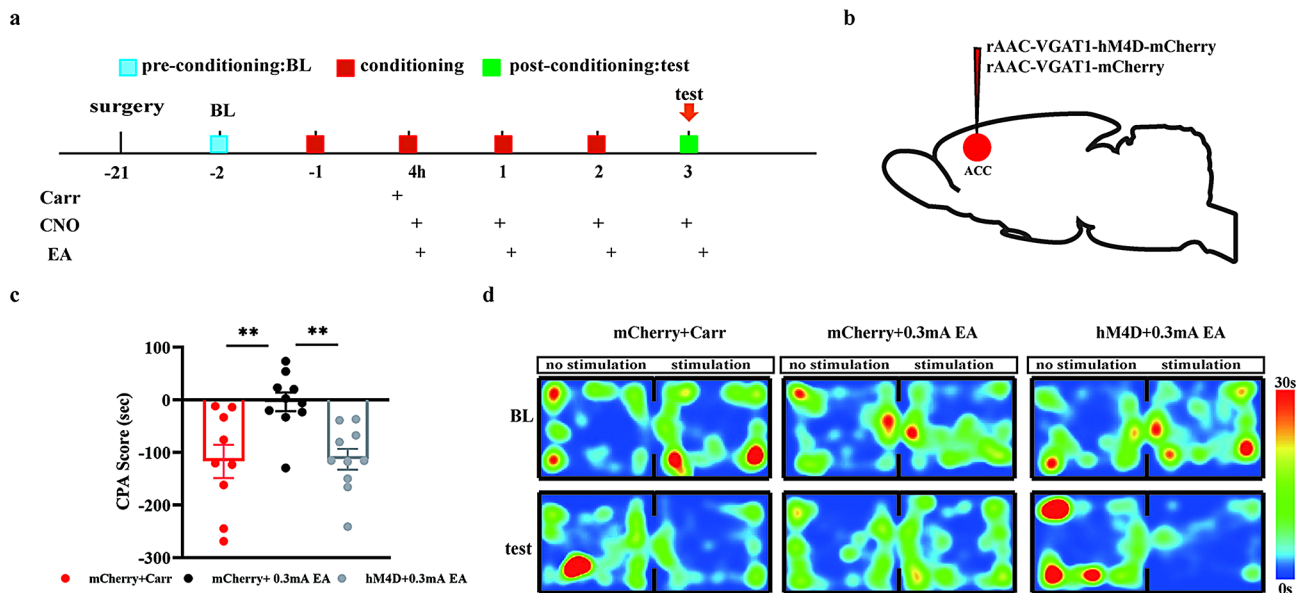 a
pre-conditioning:BL conditioning post-conditioning:test
surgery BL test
-21 -2 -1 4h 1 2 3
Carr +
CNO + + + +
EA + + + +
b
rAAC-VGAT1-hM4D-mCherry
rAAC-VGAT1-mCherry
ACC
c
** **
CPA Score (sec)
100
0
-100
-200
-300
mCherry+Carr mCherry+ 0.3mA EA hM4D+0.3mA EA
d
mCherry+Carr mCherry+0.3mA EA hM4D+0.3mA EA
no stimulation stimulation no stimulation stimulation no stimulation stimulation
BL
test
30s
0s